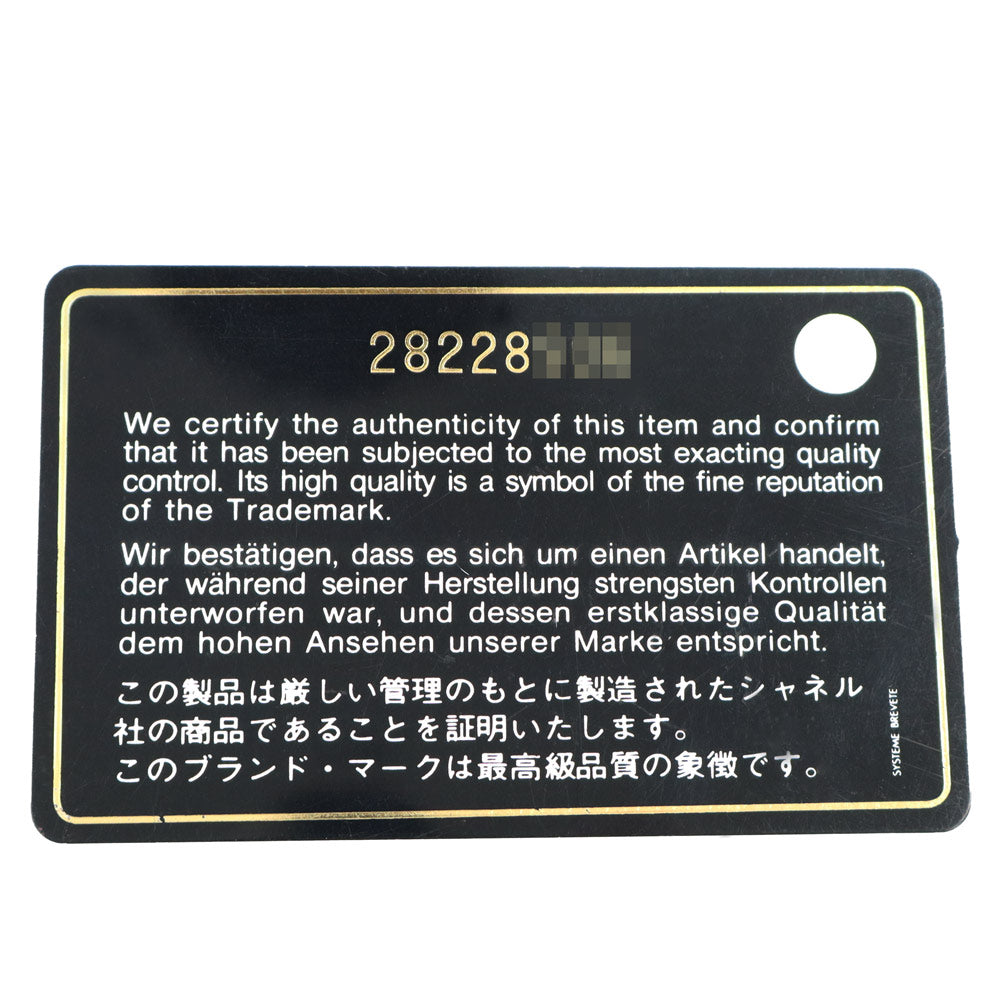 28228
We certify the authenticity of this item and confirm
that it has been subjected to the most exacting quality
control. Its high quality is a symbol of the fine reputation
of the Trademark.
Wir bestätigen, dass es sich um einen Artikel handelt,
der während seiner Herstellung strengsten Kontrollen
unterworfen war, und dessen erstklassige Qualität
dem hohen Ansehen unserer Marke entspricht.
この製品は厳しい管理のもとに製造されたシャネル
社の商品であることを証明いたします。
このブランド・マークは最高級品質の象徴です。
SYSTEME BREVETE